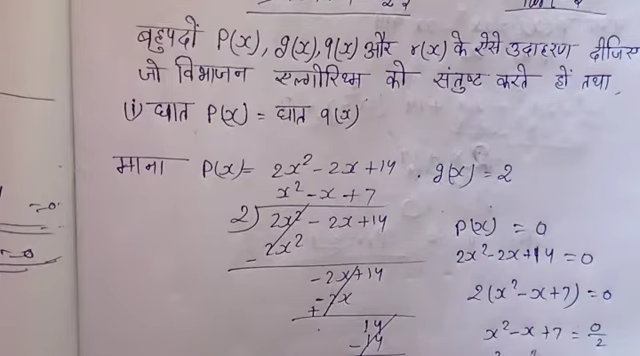 बहुपदों P(x), g(x), q(x) और r(x) के ऐसे उदाहरण दीजिए
जो विभाजन एल्गोरिथ्म को संतुष्ट करते हों तथा
(i) घात P(x) = घात q(x)
माना P(x) = 2x² - 2x + 14 . g(x) = 2
x² - x + 7
2) 2x² - 2x + 14
- 2x²
-2x + 14
+ -2x
14
- 14
P(x) = 0
2x² - 2x + 14 = 0
2(x² - x + 7) = 0
x² - x + 7 = 0/2
=0
=0